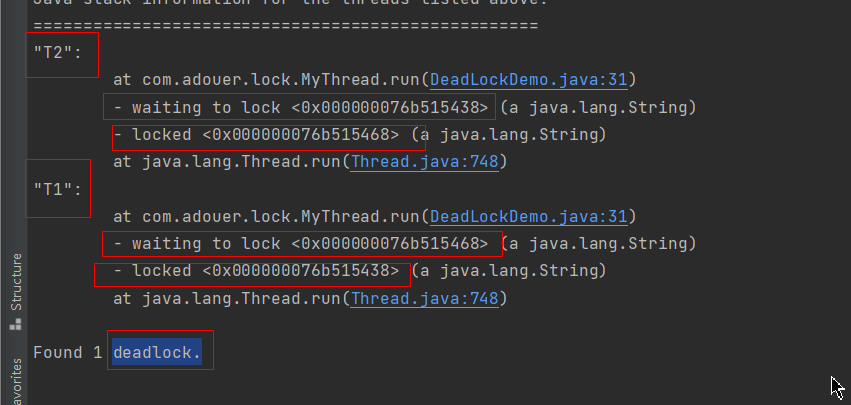 Java stack information for the threads listed above:
===================================================
"T2":
at com.adouer.lock.MyThread.run(DeadLockDemo.java:31)
- waiting to lock <0x000000076b515438> (a java.lang.String)
- locked <0x000000076b515468> (a java.lang.String)
at java.lang.Thread.run(Thread.java:748)
"T1":
at com.adouer.lock.MyThread.run(DeadLockDemo.java:31)
- waiting to lock <0x000000076b515468> (a java.lang.String)
- locked <0x000000076b515438> (a java.lang.String)
at java.lang.Thread.run(Thread.java:748)
Found 1 deadlock.
Structure
avorites